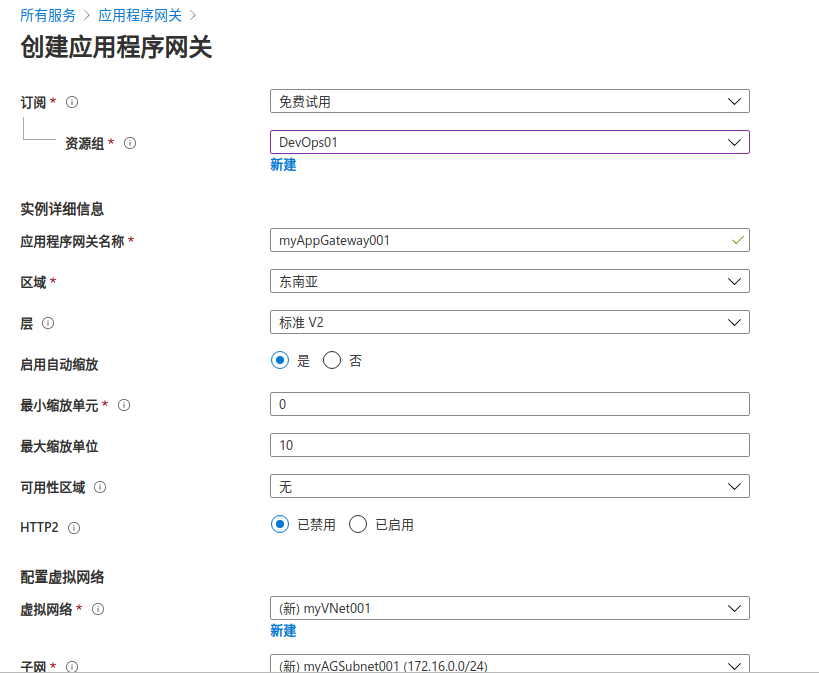 所有服务 > 应用程序网关 >
创建应用程序网关
订阅 * 免费试用
资源组 * DevOps01
新建
实例详细信息
应用程序网关名称 * myAppGateway001
区域 * 东南亚
层 标准 V2
启用自动缩放 是 否
最小缩放单元 * 0
最大缩放单位 10
可用性区域 无
HTTP2 已禁用 已启用
配置虚拟网络
虚拟网络 * (新) myVNet001
新建
子网 * (新) myAGSubnet001 (172.16.0.0/24)